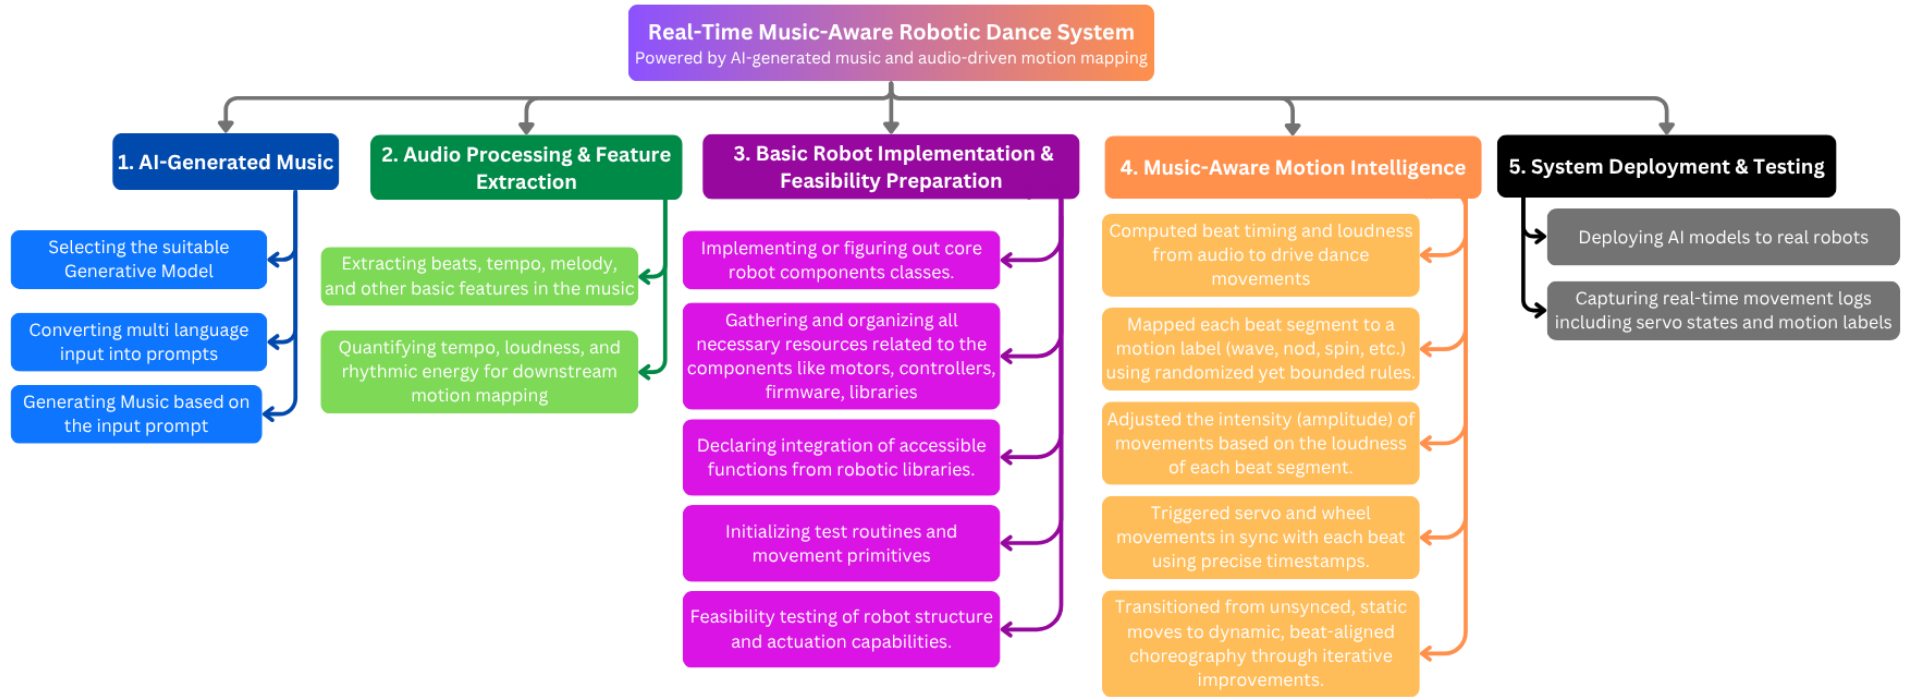 Real-Time Music-Aware Robotic Dance System
Powered by AI-generated music and audio-driven motion mapping
1. AI-Generated Music
Selecting the suitable
Generative Model
Converting multi language
input into prompts
Generating Music based on
the input prompt
2. Audio Processing & Feature
Extraction
Extracting beats, tempo, melody,
and other basic features in the music
Quantifying tempo, loudness, and
rhythmic energy for downstream
motion mapping
3. Basic Robot Implementation &
Feasibility Preparation
Implementing or figuring out core
robot components classes.
Gathering and organizing all
necessary resources related to the
components like motors, controllers,
firmware, libraries
Declaring integration of accessible
functions from robotic libraries.
Initializing test routines and
movement primitives
Feasibility testing of robot structure
and actuation capabilities.
4. Music-Aware Motion Intelligence
Computed beat timing and loudness
from audio to drive dance
movements
Mapped each beat segment to a
motion label (wave, nod, spin, etc.)
using randomized yet bounded rules.
Adjusted the intensity (amplitude) of
movements based on the loudness
of each beat segment.
Triggered servo and wheel
movements in sync with each beat
using precise timestamps.
Transitioned from unsynced, static
moves to dynamic, beat-aligned
choreography through iterative
improvements.
5. System Deployment & Testing
Deploying AI models to real robots
Capturing real-time movement logs
including servo states and motion labels